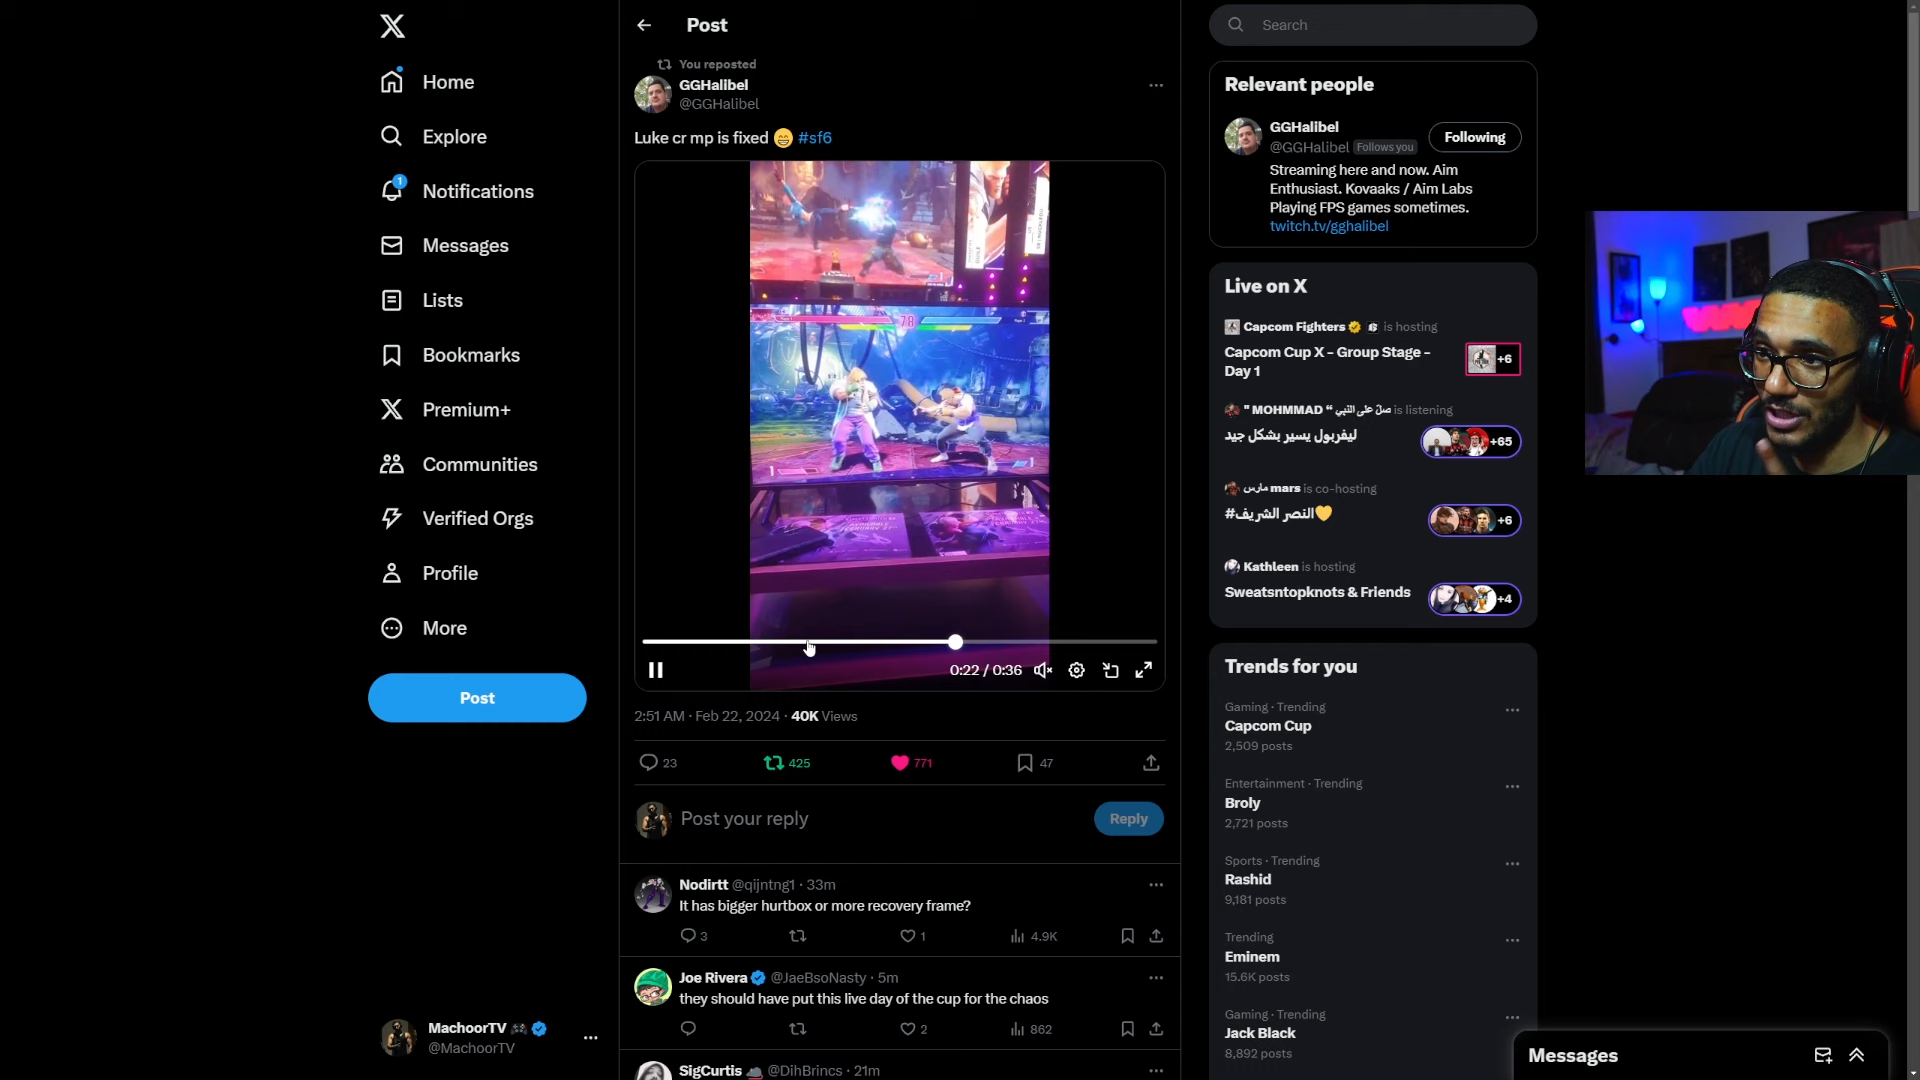 Home
Explore
1
Notifications
Messages
Lists
Bookmarks
Premium+
Communities
Verified Orgs
Profile
More
Post
MachoorTV 🎮
@MachoorTV
Post
You reposted
GGHalibel
@GGHalibel
Luke cr mp is fixed 😁 #sf6
78
0:22 / 0:36
2:51 AM · Feb 22, 2024 · 40K Views
23
425
771
47
Post your reply
Reply
Nodirtt @qijntng1 · 33m
It has bigger hurtbox or more recovery frame?
3
1
4.9K
Joe Rivera @JaeBsoNasty · 5m
they should have put this live day of the cup for the chaos
2
862
SigCurtis @DihBrincs · 21m
Search
Relevant people
GGHalibel
@GGHalibel Follows you
Following
Streaming here and now. Aim
Enthusiast. Kovaaks / Aim Labs
Playing FPS games sometimes.
twitch.tv/gghalibel
Live on X
Capcom Fighters is hosting
Capcom Cup X - Group Stage -
Day 1
+6
" MOHMMAD “ صلّ على النبي is listening
ليفربول يسير بشكل جيد
+65
mars مارس is co-hosting
#النصر الشريف💛
+6
Kathleen is hosting
Sweatsntopknots & Friends
+4
Trends for you
Gaming · Trending
Capcom Cup
2,509 posts
Entertainment · Trending
Broly
2,721 posts
Sports · Trending
Rashid
9,181 posts
Trending
Eminem
15.6K posts
Gaming · Trending
Jack Black
8,892 posts
Messages